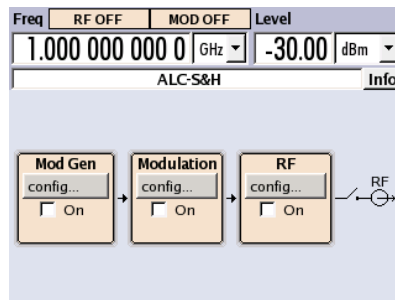 Freq RF OFF MOD OFF Level
1.000 000 000 0 GHz -30.00 dBm
ALC-S&H Info
Mod Gen Modulation RF
config... config... config... RF
On On On